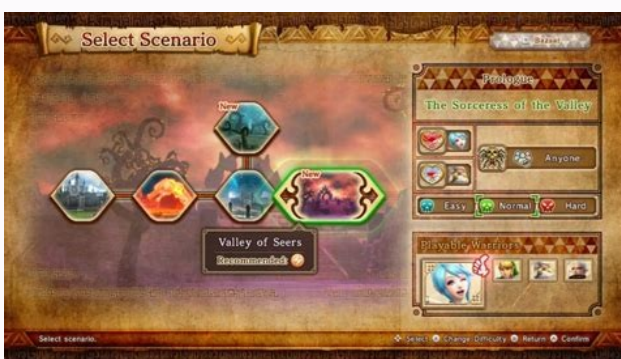 Select Scenario
Bazaar
New
New
Valley of Seers
Recommended:
Prologue
The Sorceress of the Valley
Anyone
Easy
Normal
Hard
Playable Warriors
Select scenario.
Select Change Difficulty Return Confirm